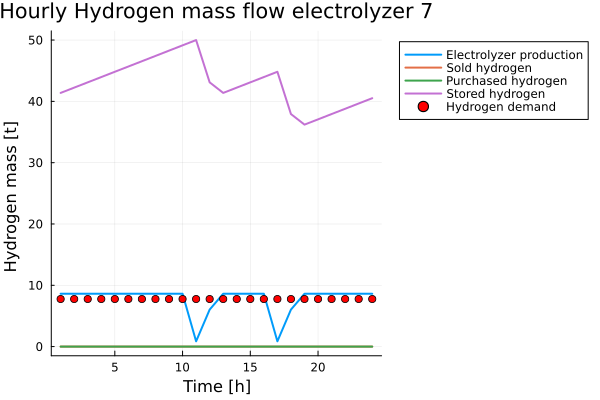 Hourly Hydrogen mass flow electrolyzer 7
Hydrogen mass [t]
50
40
30
20
10
0
5
10
15
20
Time [h]
Electrolyzer production
Sold hydrogen
Purchased hydrogen
Stored hydrogen
Hydrogen demand